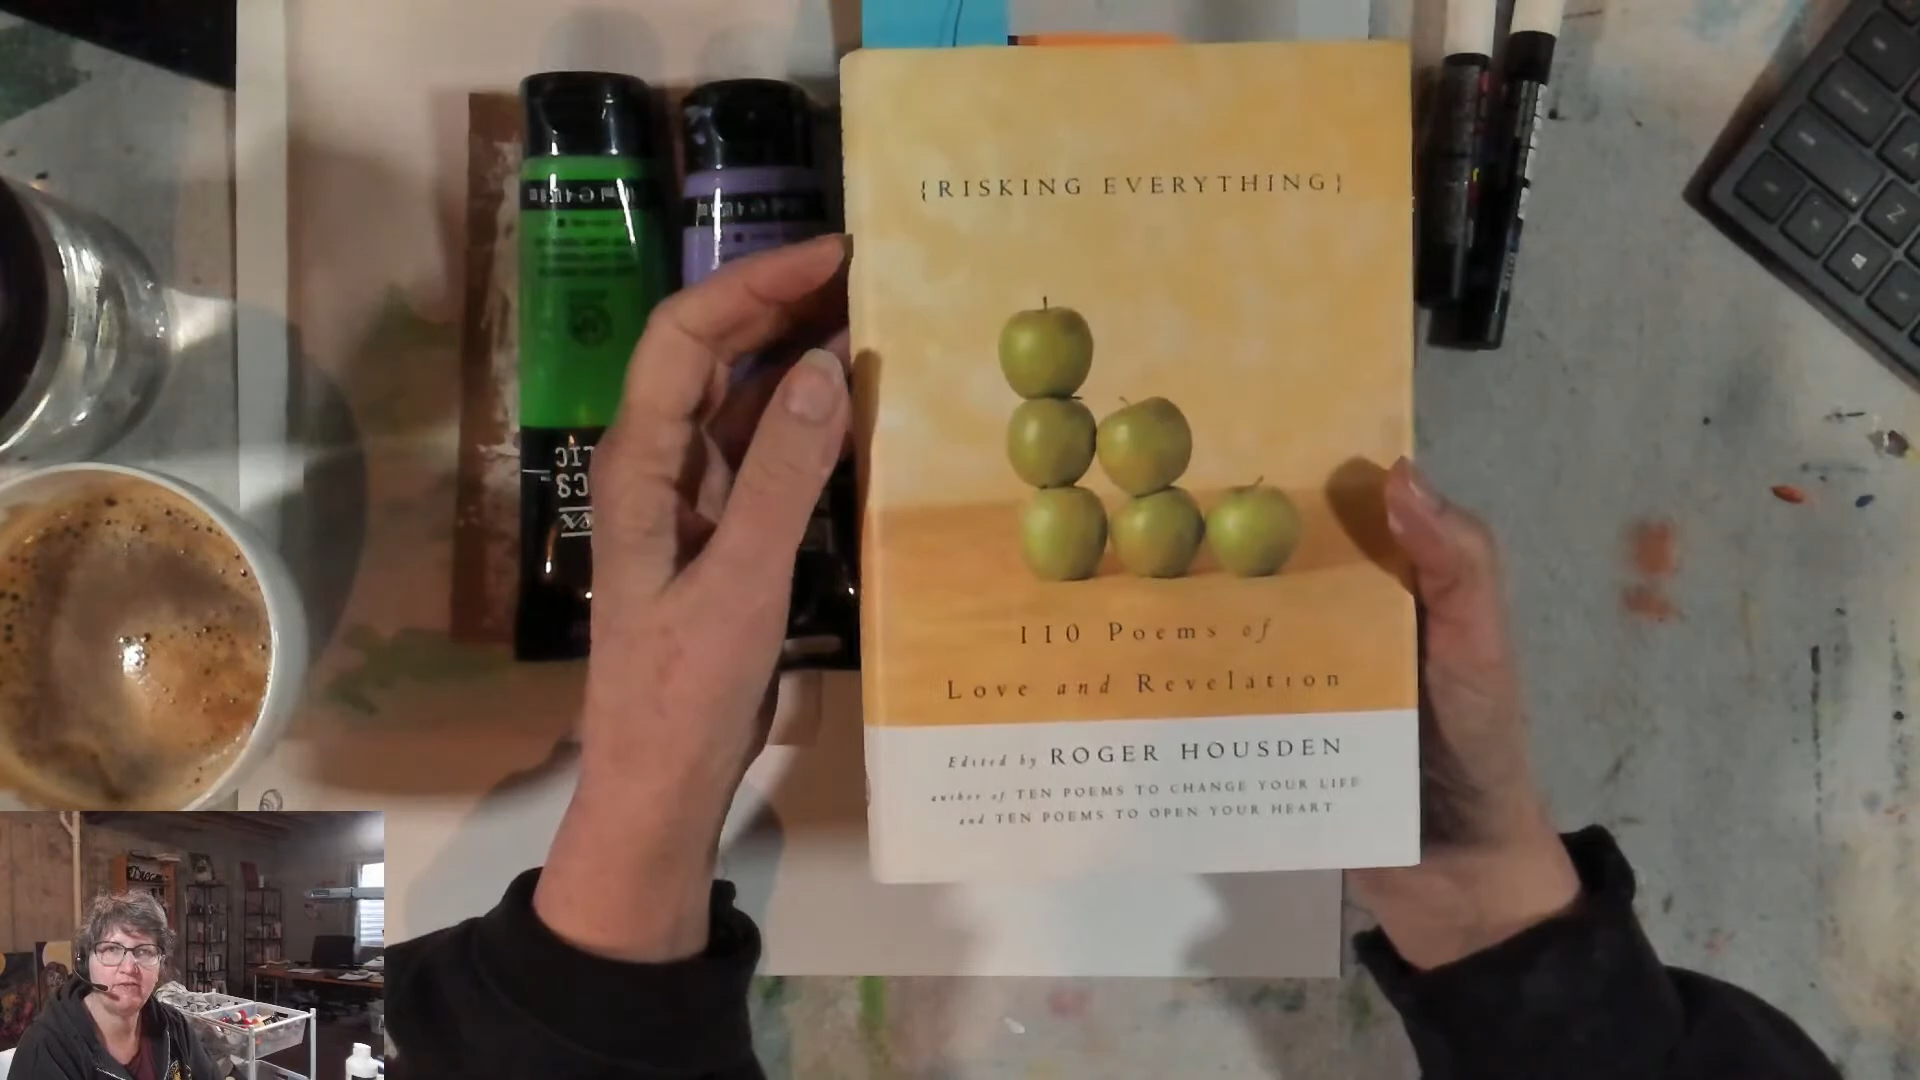 {RISKING EVERYTHING}
110 Poems of
Love and Revelation
Edited by ROGER HOUSDEN
author of TEN POEMS TO CHANGE YOUR LIFE
and TEN POEMS TO OPEN YOUR HEART